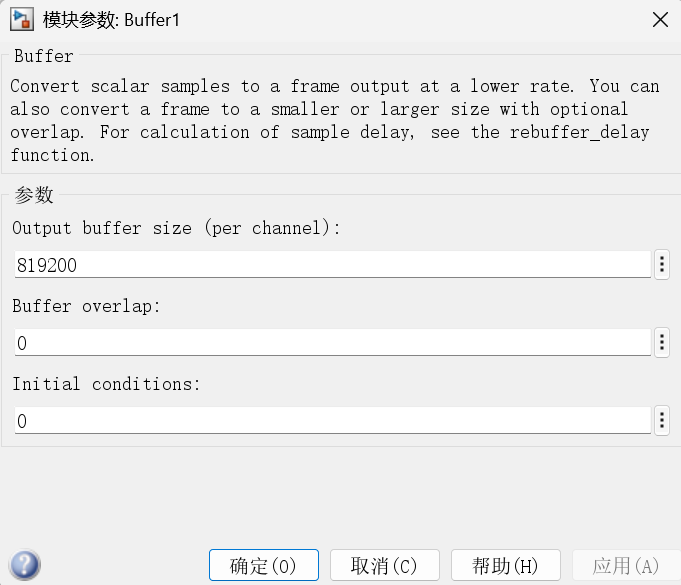 模块参数: Buffer1
Buffer
Convert scalar samples to a frame output at a lower rate. You can
also convert a frame to a smaller or larger size with optional
overlap. For calculation of sample delay, see the rebuffer_delay
function.
参数
Output buffer size (per channel):
819200
Buffer overlap:
0
Initial conditions:
0
确定(O) 取消(C) 帮助(H) 应用(A)